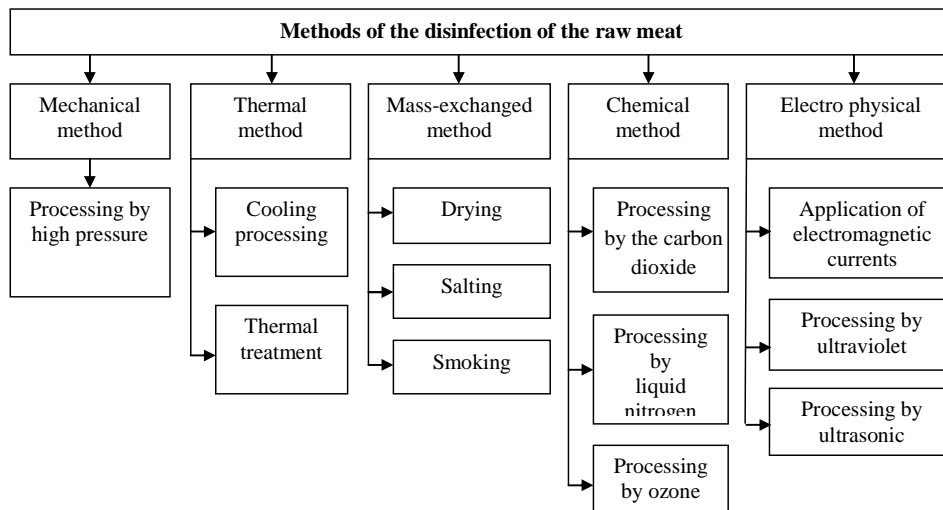 Methods of the disinfection of the raw meat
Mechanical
method
Thermal
method
Mass-exchanged
method
Chemical
method
Electro physical
method
Processing by
high pressure
Cooling
processing
Thermal
treatment
Drying
Salting
Smoking
Processing
by the carbon
dioxide
Processing
by
liquid
nitrogen
Processing
by ozone
Application of
electromagnetic
currents
Processing by
ultraviolet
Processing by
ultrasonic